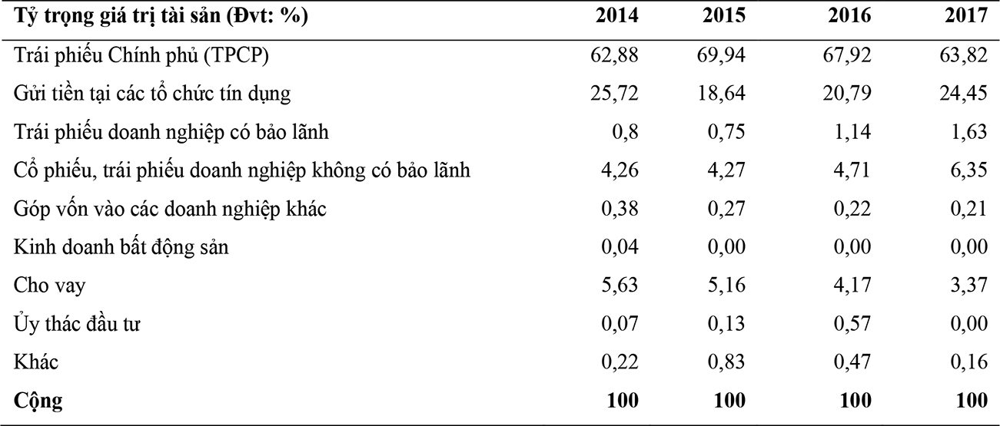 Tỷ trọng giá trị tài sản (Đvt: %) 2014 2015 2016 2017
Trái phiếu Chính phủ (TPCP) 62,88 69,94 67,92 63,82
Gửi tiền tại các tổ chức tín dụng 25,72 18,64 20,79 24,45
Trái phiếu doanh nghiệp có bảo lãnh 0,8 0,75 1,14 1,63
Cổ phiếu, trái phiếu doanh nghiệp không có bảo lãnh 4,26 4,27 4,71 6,35
Góp vốn vào các doanh nghiệp khác 0,38 0,27 0,22 0,21
Kinh doanh bất động sản 0,04 0,00 0,00 0,00
Cho vay 5,63 5,16 4,17 3,37
Ủy thác đầu tư 0,07 0,13 0,57 0,00
Khác 0,22 0,83 0,47 0,16
Cộng 100 100 100 100